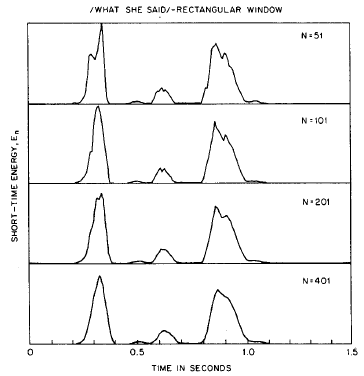 /WHAT SHE SAID/-RECTANGULAR WINDOW
N=51
N=101
N=201
N=401
SHORT-TIME ENERGY, En
0 0.5 1.0 1.5
TIME IN SECONDS